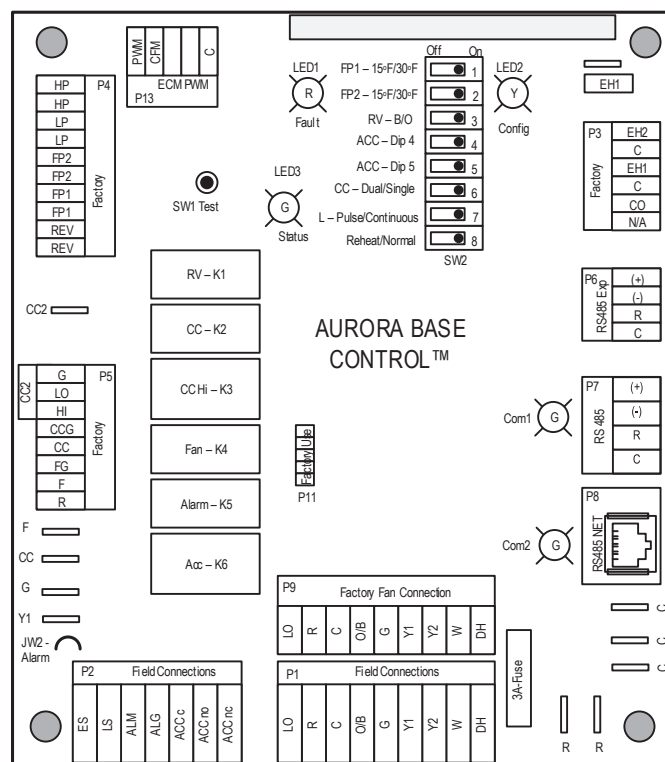 PWM
CFM
ECM PWM
C
P13
LED1
R
Fault
Off
On
FP1 – 15ºF/30ºF
1
FP2 – 15ºF/30ºF
2
RV – B/O
3
ACC – Dip 4
4
ACC – Dip 5
5
CC – Dual/Single
6
L – Pulse/Continuous
7
Reheat/Normal
8
SW2
LED2
Y
Config
EH1
P4
HP
HP
LP
LP
FP2
FP2
FP1
FP1
REV
REV
Factory
SW1 Test
LED3
G
Status
P3
Factory
EH2
C
EH1
C
CO
N/A
RV – K1
CC – K2
CC Hi – K3
Fan – K4
Alarm – K5
Acc – K6
AURORA BASE
CONTROL™
P6
RS485 Exp
(+)
(-)
R
C
CC2
CC2
P5
G
LO
HI
CCG
CC
FG
F
R
Factory
P7
RS 485
(+)
(-)
R
C
Com1
G
Factory Use
P11
P8
RS485 NET
Com2
G
F
CC
G
Y1
JW2 -
Alarm
P9
Factory Fan Connection
LO
R
C
O/B
G
Y1
Y2
W
DH
C
C
C
P2
Field Connections
ES
LS
ALM
ALG
ACC c
ACC no
ACC nc
P1
Field Connections
LO
R
C
O/B
G
Y1
Y2
W
DH
3A-Fuse
R
R